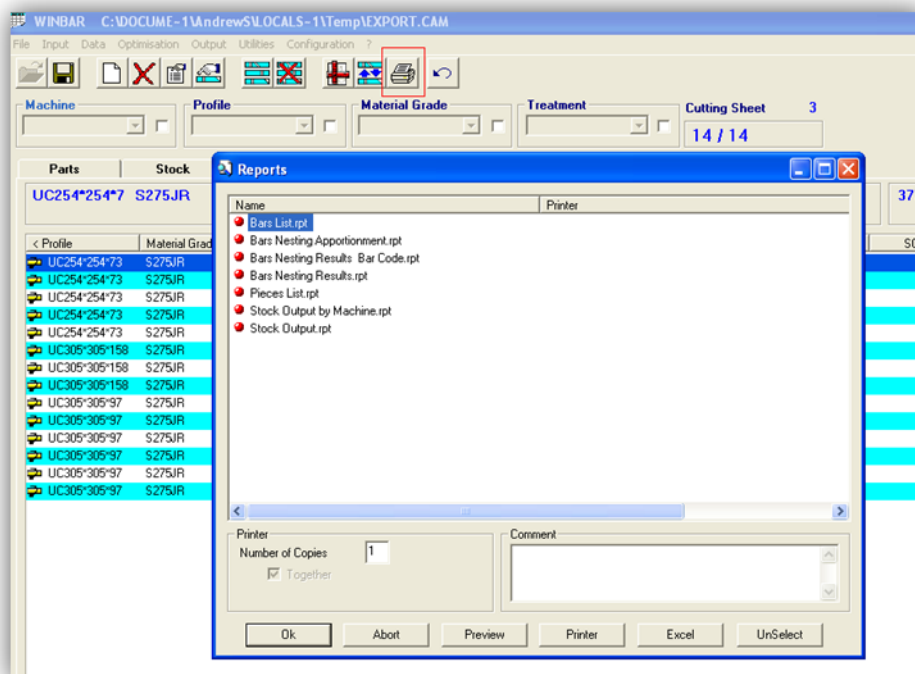 WINBAR C:\DOCUME~1\AndrewS\LOCALS~1\Temp\EXPORT.CAM
File Input Data Optimisation Output Utilities Configuration ?
Machine Profile Material Grade Treatment Cutting Sheet 3
14 / 14
Parts Stock
UC254*254*7 S275JR 37
Reports
Name Printer
Bars List.rpt
Bars Nesting Apportionment.rpt
Bars Nesting Results Bar Code.rpt
Bars Nesting Results.rpt
Pieces List.rpt
Stock Output by Machine.rpt
Stock Output.rpt
< Profile Material Grad
UC254*254*73 S275JR
UC254*254*73 S275JR
UC254*254*73 S275JR
UC254*254*73 S275JR
UC254*254*73 S275JR
UC305*305*158 S275JR
UC305*305*158 S275JR
UC305*305*158 S275JR
UC305*305*97 S275JR
UC305*305*97 S275JR
UC305*305*97 S275JR
UC305*305*97 S275JR
UC305*305*97 S275JR
UC305*305*97 S275JR
Printer
Number of Copies 1
Together
Comment
Ok Abort Preview Printer Excel UnSelect